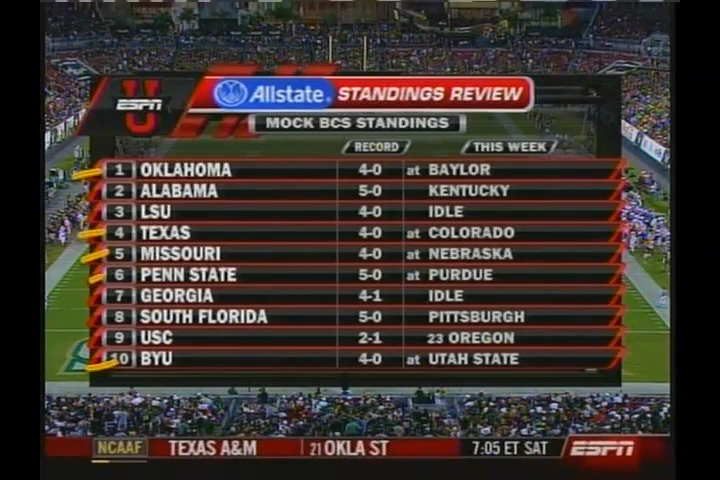 ESPN U
Allstate. STANDINGS REVIEW
MOCK BCS STANDINGS
RECORD THIS WEEK
1 OKLAHOMA 4-0 at BAYLOR
2 ALABAMA 5-0 KENTUCKY
3 LSU 4-0 IDLE
4 TEXAS 4-0 at COLORADO
5 MISSOURI 4-0 at NEBRASKA
6 PENN STATE 5-0 at PURDUE
7 GEORGIA 4-1 IDLE
8 SOUTH FLORIDA 5-0 PITTSBURGH
9 USC 2-1 23 OREGON
10 BYU 4-0 at UTAH STATE
NCAAF TEXAS A&M 21 OKLA ST 7:05 ET SAT ESPN